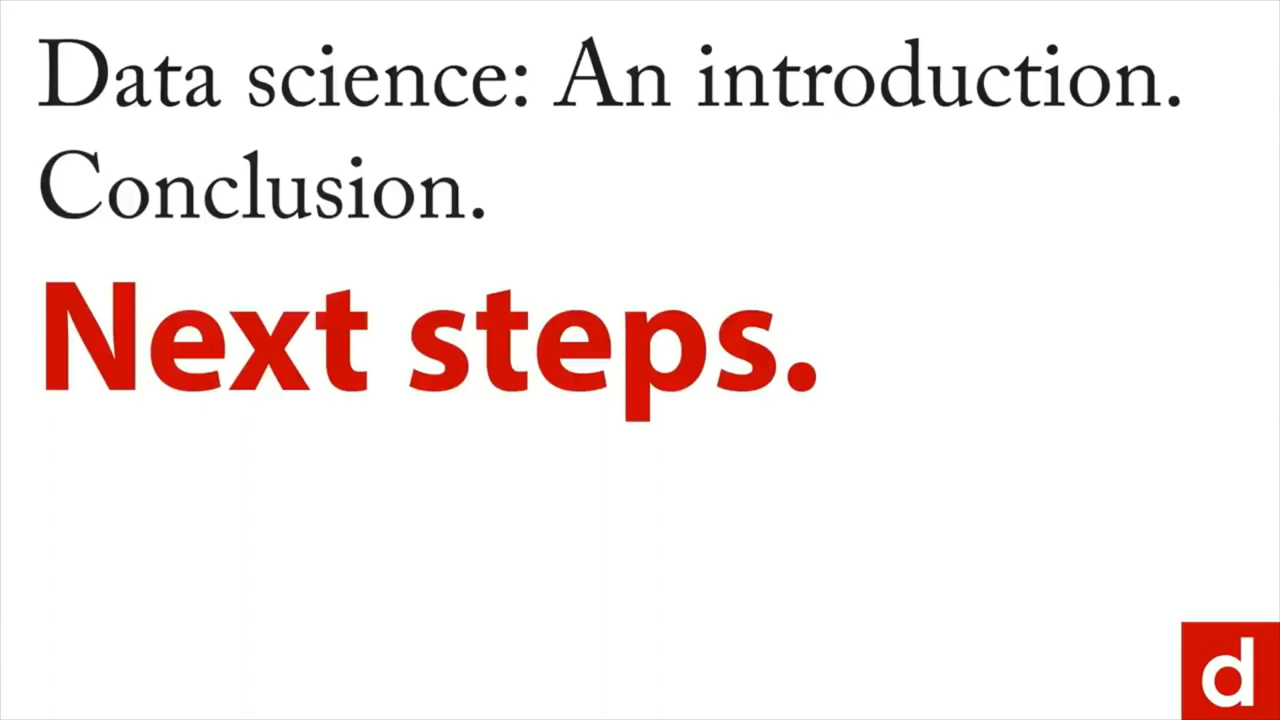 Data science: An introduction.
Conclusion.
Next steps.
d